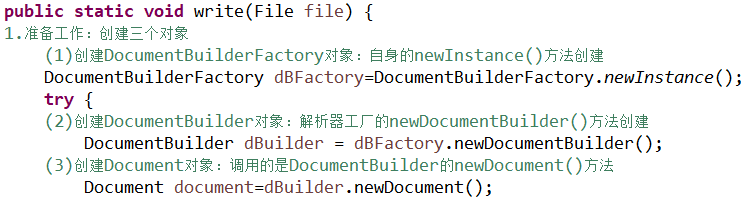 public static void write(File file) {
1.准备工作：创建三个对象
(1)创建DocumentBuilderFactory对象：自身的newInstance()方法创建
DocumentBuilderFactory dBFactory=DocumentBuilderFactory.newInstance();
try {
(2)创建DocumentBuilder对象：解析器工厂的newDocumentBuilder()方法创建
DocumentBuilder dBuilder = dBFactory.newDocumentBuilder();
(3)创建Document对象：调用的是DocumentBuilder的newDocument()方法
Document document=dBuilder.newDocument();